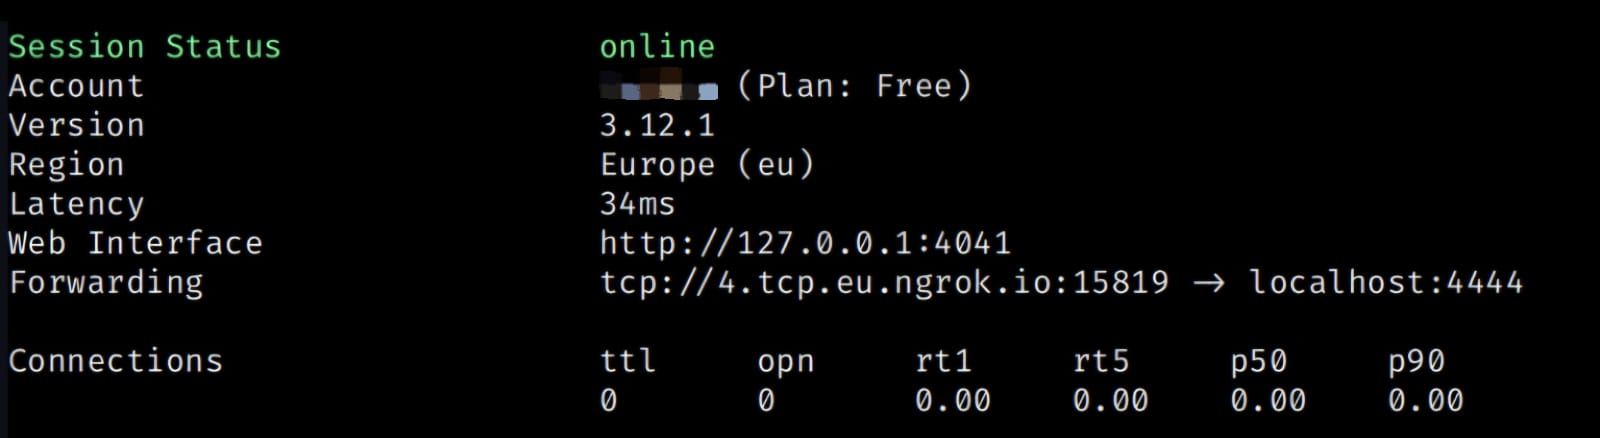 Session Status online
Account (Plan: Free)
Version 3.12.1
Region Europe (eu)
Latency 34ms
Web Interface http://127.0.0.1:4041
Forwarding tcp://4.tcp.eu.ngrok.io:15819 → localhost:4444
Connections ttl opn rt1 rt5 p50 p90
0 0 0.00 0.00 0.00 0.00